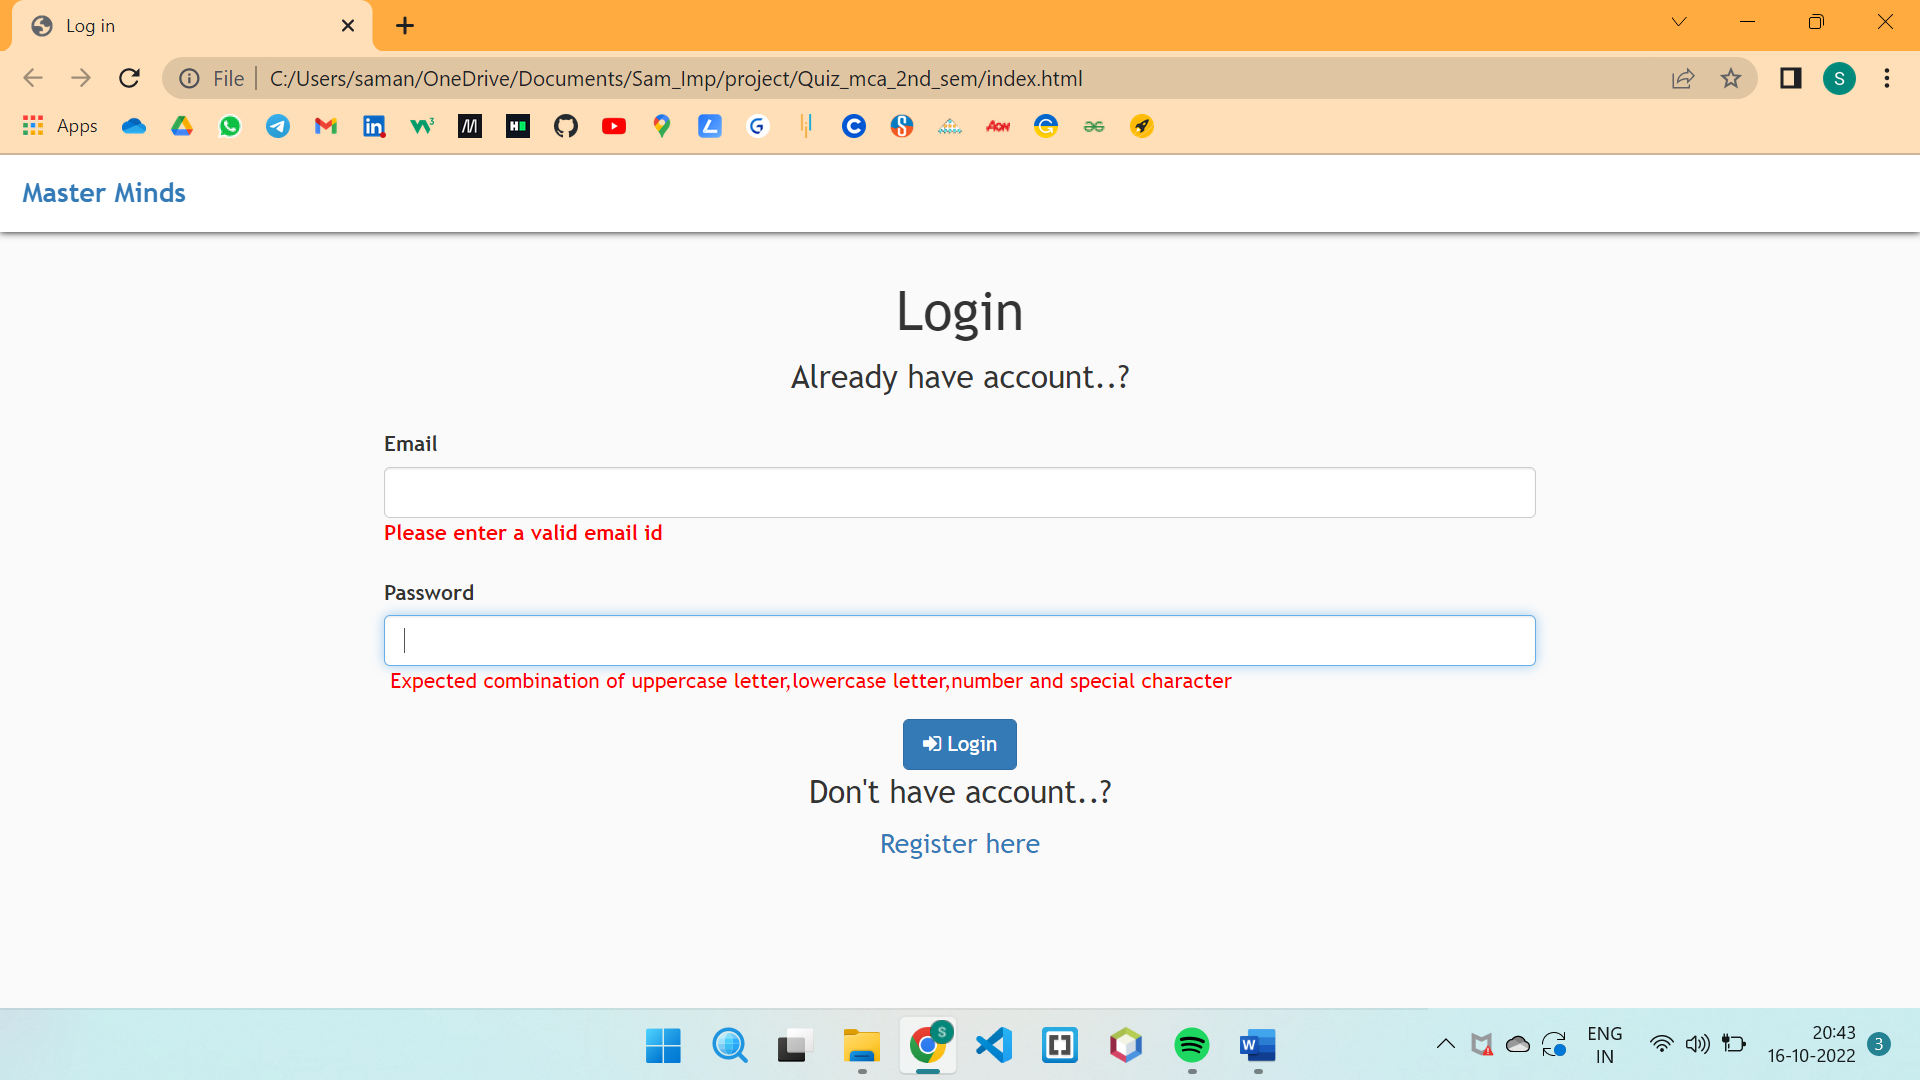 Log in
File
C:/Users/saman/OneDrive/Documents/Sam_Imp/project/Quiz_mca_2nd_sem/index.html
S
Apps
Master Minds
Login
Already have account..?
Email
Please enter a valid email id
Password
Expected combination of uppercase letter,lowercase letter,number and special character
Login
Don't have account..?
Register here
ENG
IN
20:43
16-10-2022
3